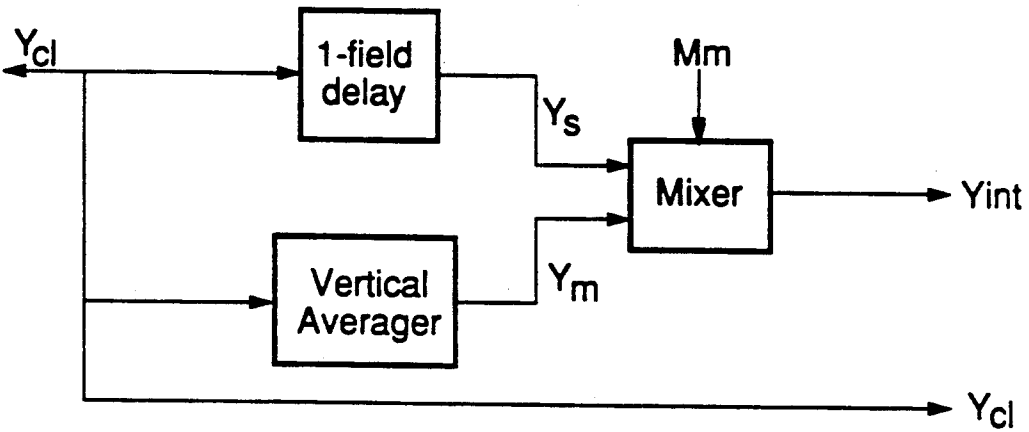 Ycl
1-field
delay
Mm
Ys
Mixer
Yint
Vertical
Averager
Ym
Ycl